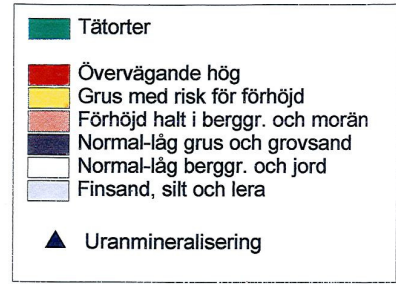 Tätorter
Övervägande hög
Grus med risk för förhöjd
Förhöjd halt i berggr. och morän
Normal-låg grus och grovsand
Normal-låg berggr. och jord
Finsand, silt och lera
Uranmineralisering